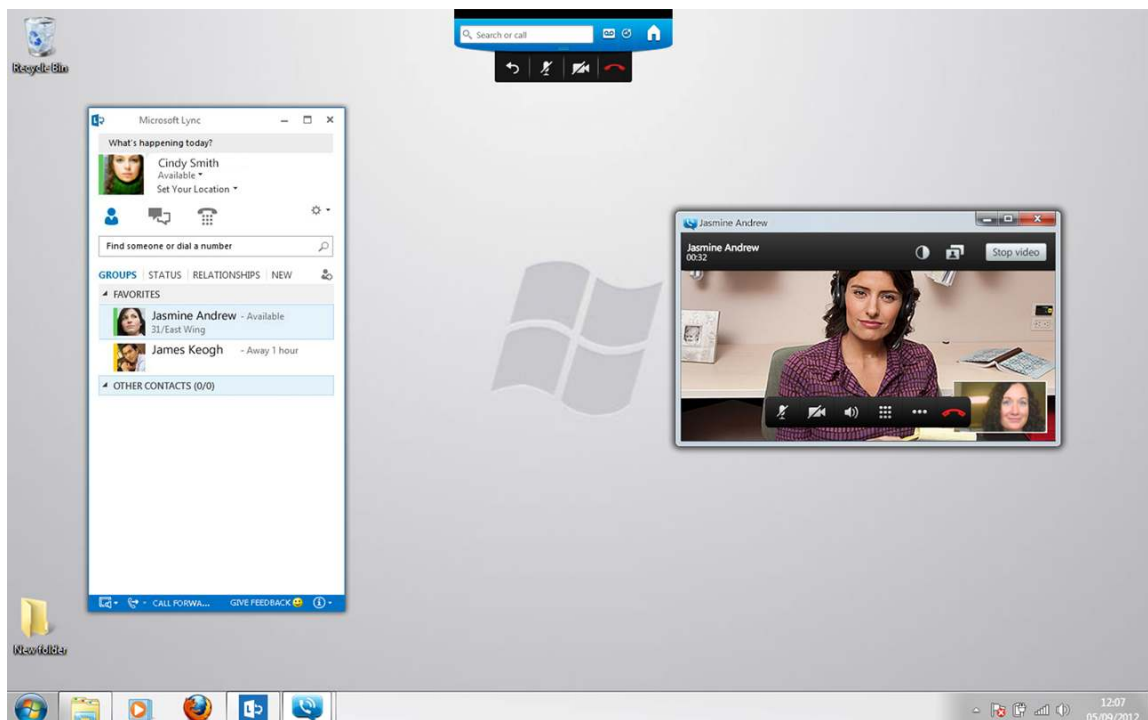 Recycle Bin
Search or call
Microsoft Lync
What's happening today?
Cindy Smith
Available
Set Your Location
Find someone or dial a number
GROUPS STATUS RELATIONSHIPS NEW
FAVORITES
Jasmine Andrew - Available
31/East Wing
James Keogh - Away 1 hour
OTHER CONTACTS (0/0)
CALL FORWA... GIVE FEEDBACK
Jasmine Andrew
Jasmine Andrew
00:32
Stop video
New folder
12:07
05/09/2012